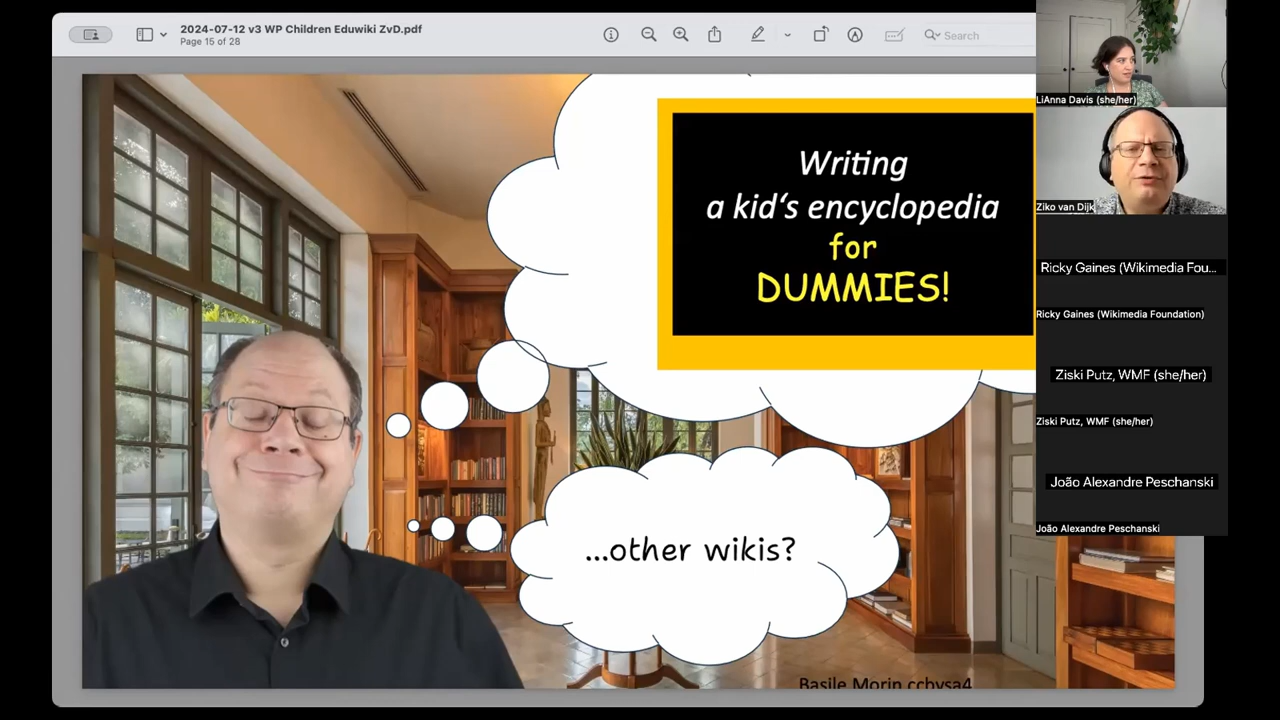 2024-07-12 v3 WP Children Eduwiki ZvD.pdf
Page 15 of 28
Search
Writing
a kid's encyclopedia
for
DUMMIES!
...other wikis?
Basile Morin ccbysa4
LiAnna Davis (she/her)
Ziko van Dijk
Ricky Gaines (Wikimedia Fou...
Ricky Gaines (Wikimedia Foundation)
Ziski Putz, WMF (she/her)
Ziski Putz, WMF (she/her)
João Alexandre Peschanski
João Alexandre Peschanski